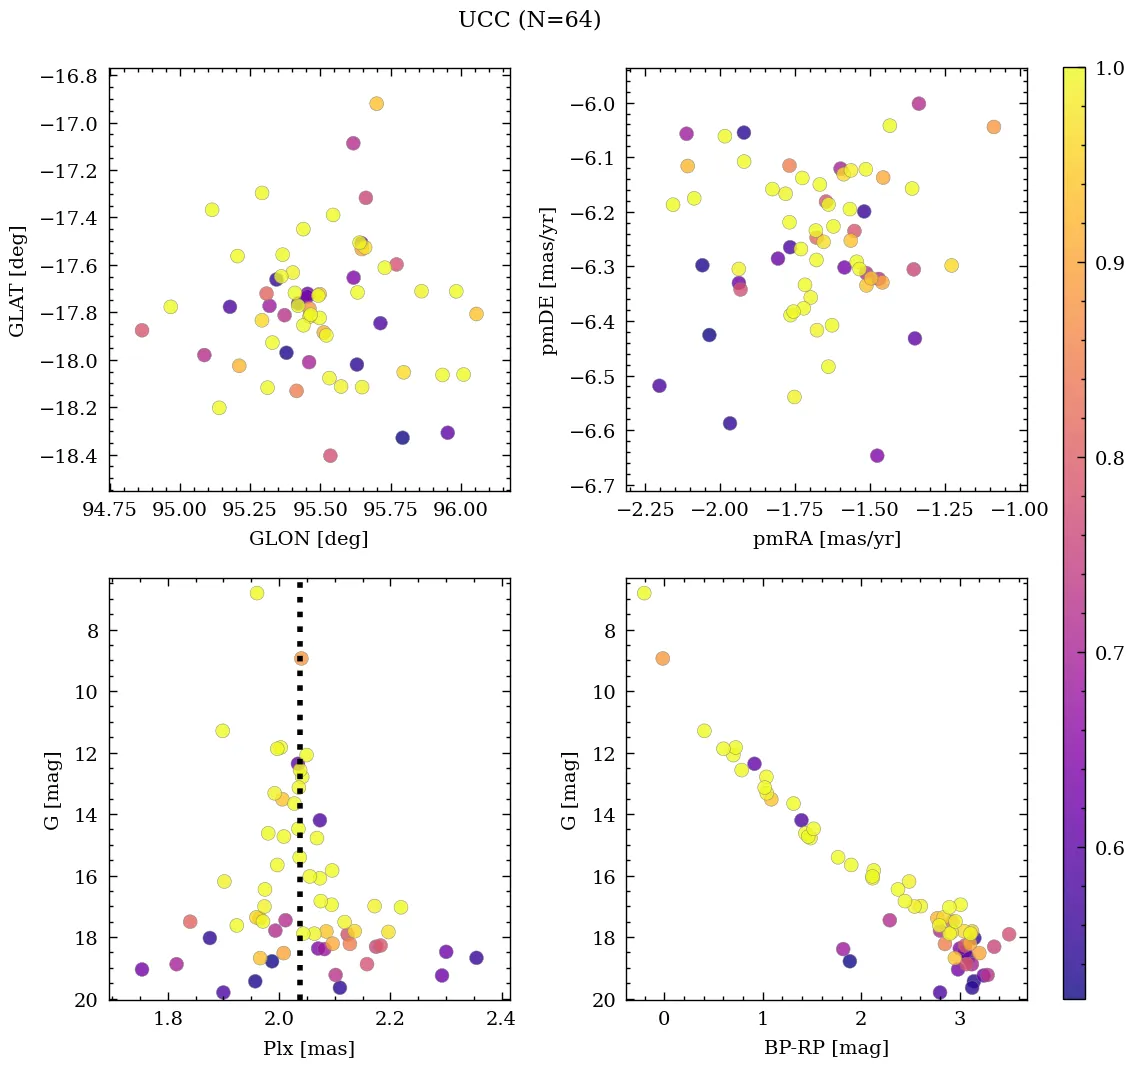 UCC (N=64)
−16.8
−17.0
−17.2
−17.4
−17.6
−17.8
−18.0
−18.2
−18.4
GLAT [deg]
94.75 95.00 95.25 95.50 95.75 96.00
GLON [deg]
−6.0
−6.1
−6.2
−6.3
−6.4
−6.5
−6.6
−6.7
pmDE [mas/yr]
−2.25 −2.00 −1.75 −1.50 −1.25 −1.00
pmRA [mas/yr]
8
10
12
14
16
18
20
G [mag]
1.8 2.0 2.2 2.4
Plx [mas]
8
10
12
14
16
18
20
G [mag]
0 1 2 3
BP-RP [mag]
1.0
0.9
0.8
0.7
0.6